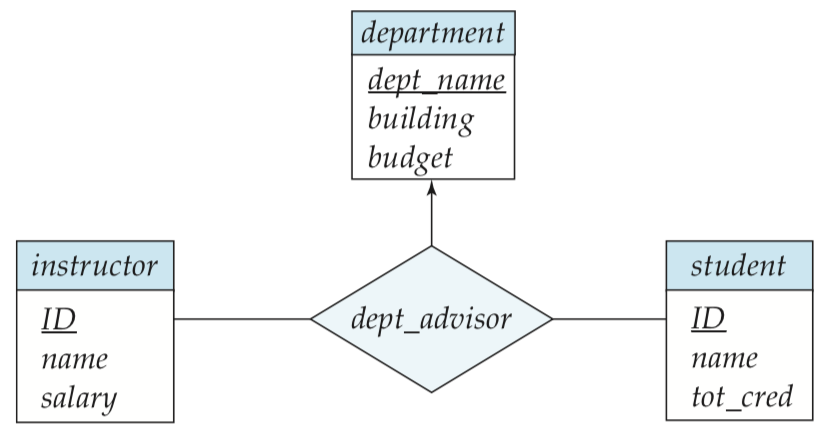 department
dept_name
building
budget
instructor
ID
name
salary
dept_advisor
student
ID
name
tot_cred